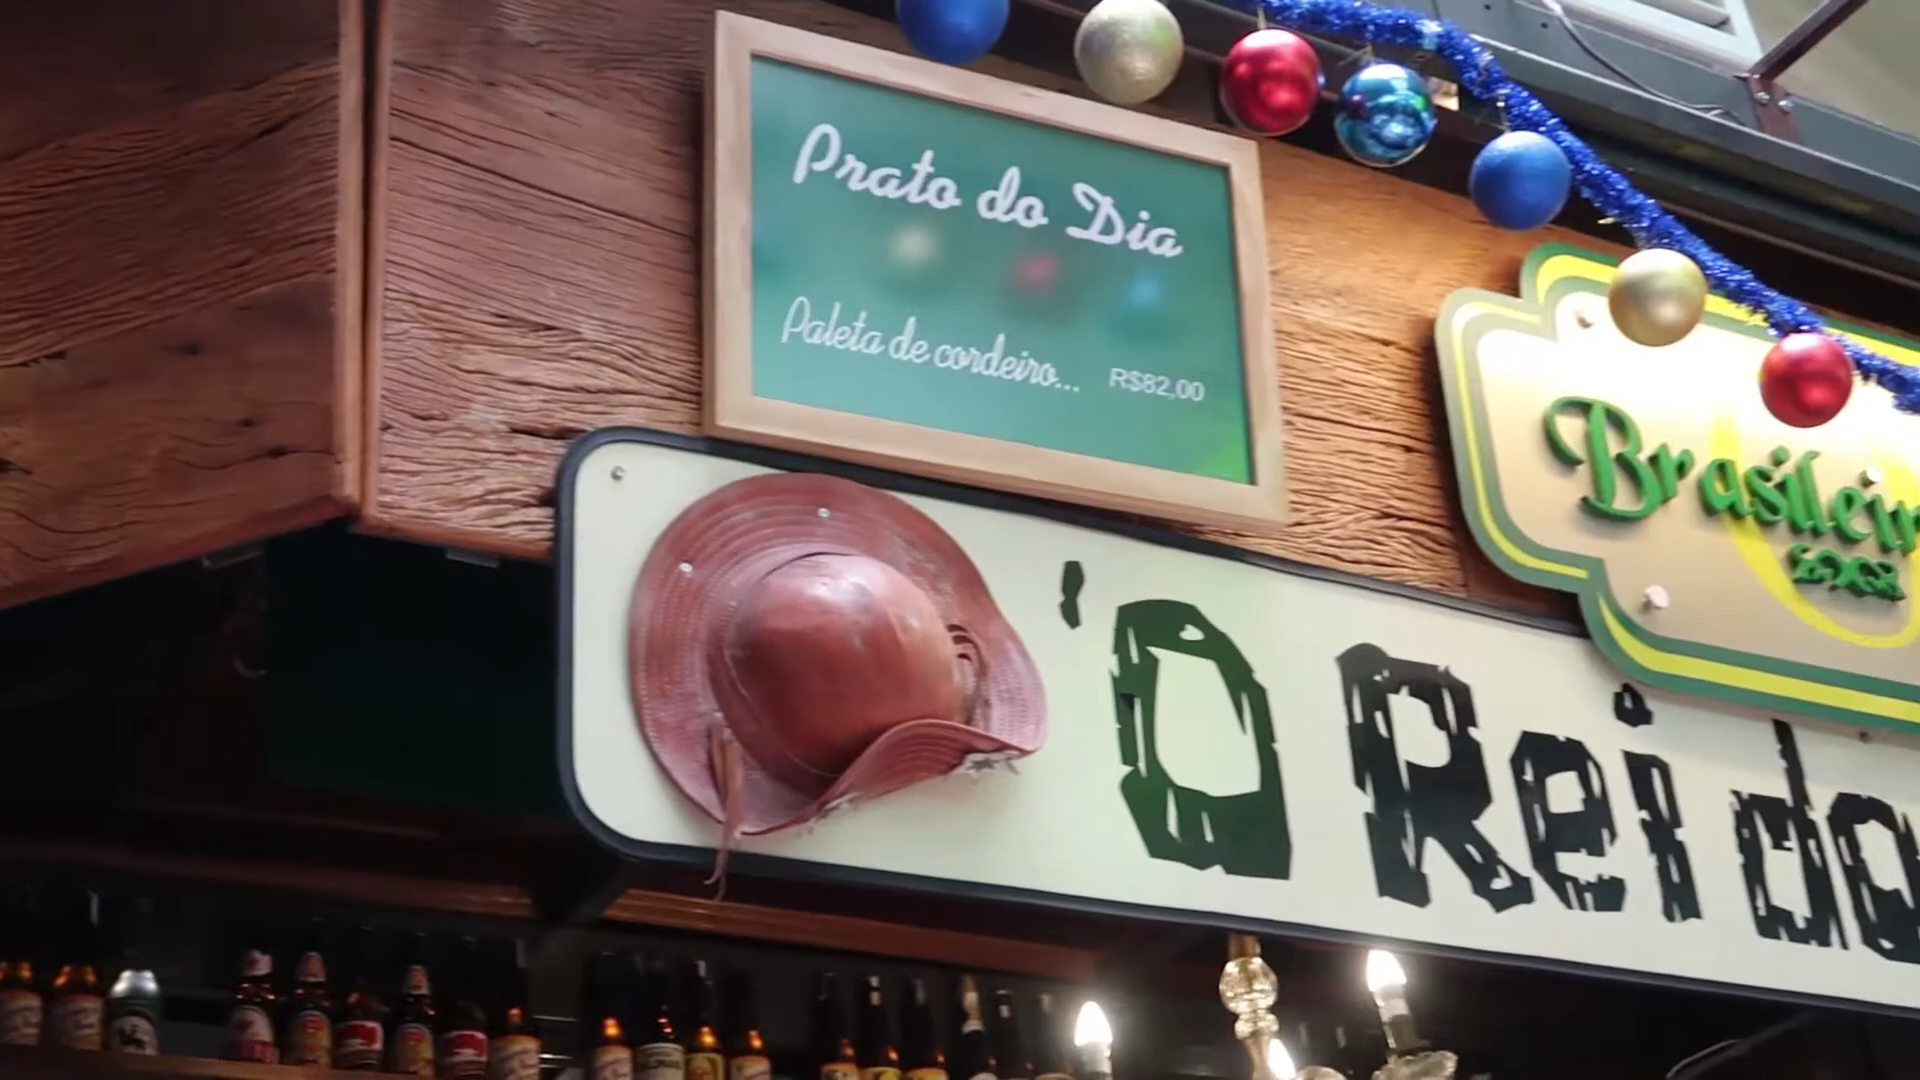 Prato do Dia
Paleta de cordeiro... R$82,00
Brasileir
'O Rei do